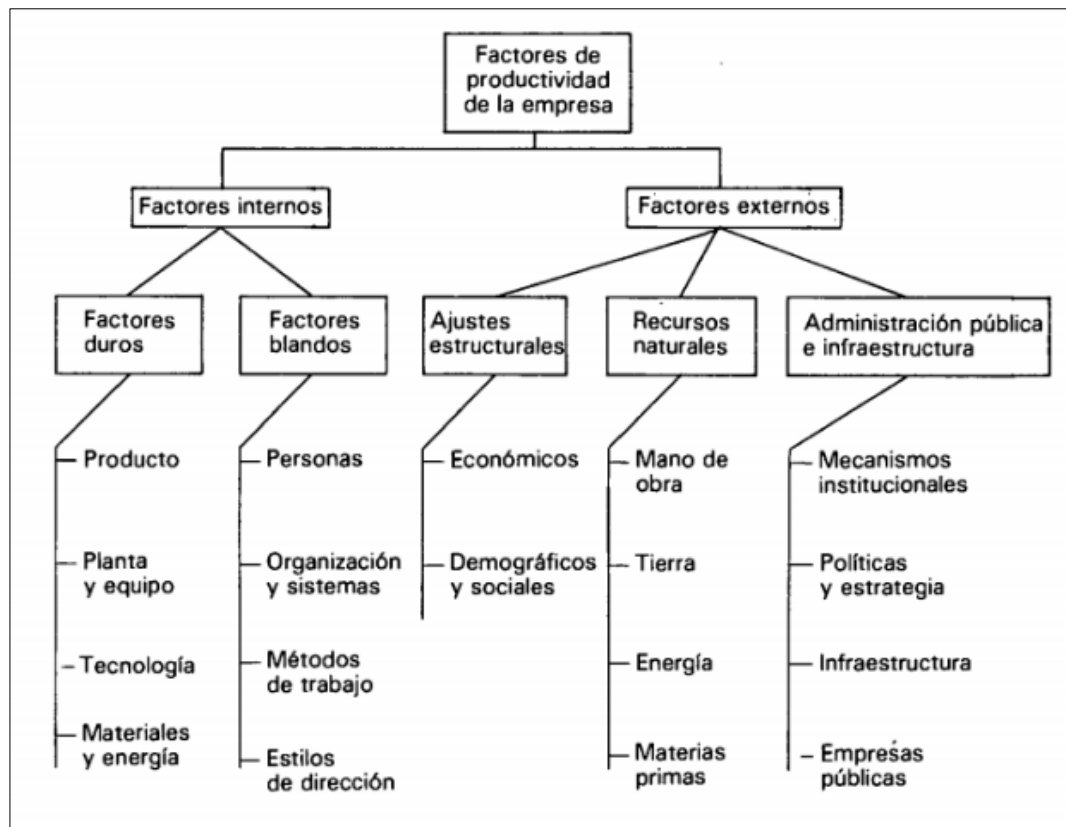 Factores de
productividad
de la empresa
Factores internos
Factores externos
Factores
duros
Factores
blandos
Ajustes
estructurales
Recursos
naturales
Administración pública
e infraestructura
Producto
Planta
y equipo
Tecnología
Materiales
y energía
Personas
Organización
y sistemas
Métodos
de trabajo
Estilos
de dirección
Económicos
Demográficos
y sociales
Mano de
obra
Tierra
Energía
Materias
primas
Mecanismos
institucionales
Políticas
y estrategia
Infraestructura
Empresas
públicas